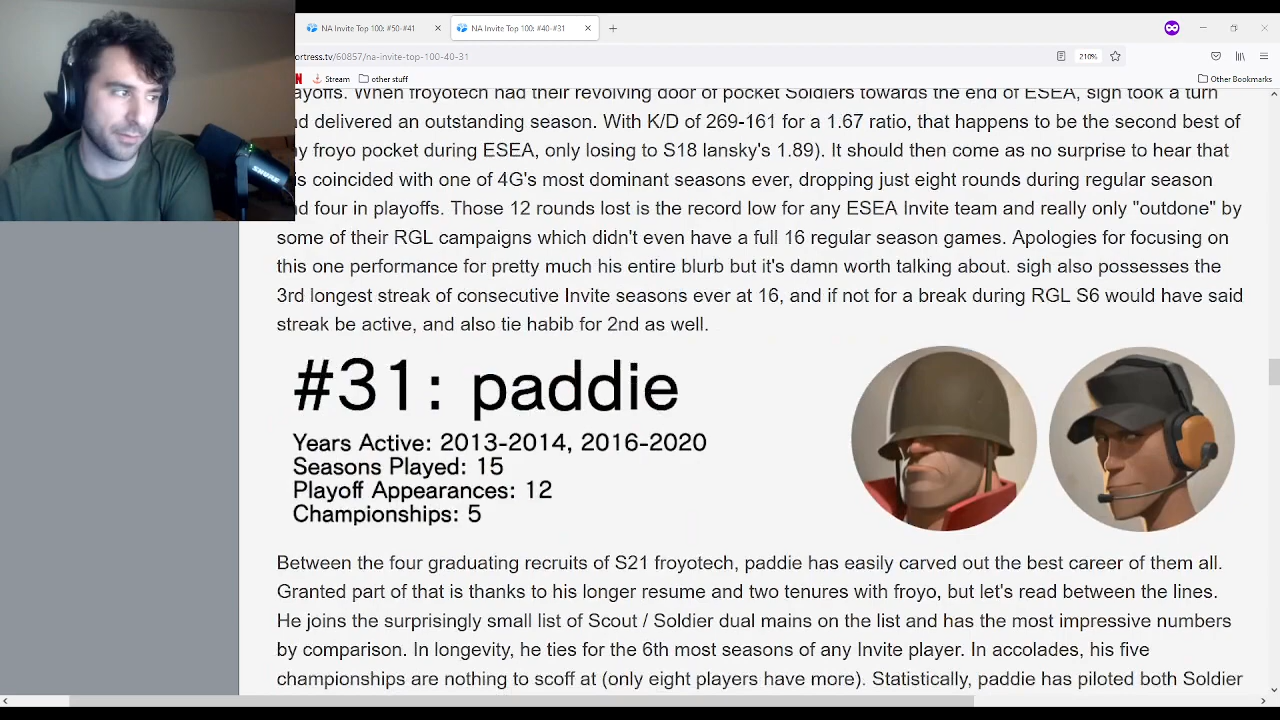 NA Invite Top 100: #50-#41
NA Invite Top 100: #40-#31
ortress.tv/60857/na-invite-top-100-40-31
210%
Stream
other stuff
Other Bookmarks
ayoffs. When froyotech had their revolving door of pocket Soldiers towards the end of ESEA, sigh took a turn
nd delivered an outstanding season. With K/D of 269-161 for a 1.67 ratio, that happens to be the second best of
ny froyo pocket during ESEA, only losing to S18 lansky's 1.89). It should then come as no surprise to hear that
is coincided with one of 4G's most dominant seasons ever, dropping just eight rounds during regular season
nd four in playoffs. Those 12 rounds lost is the record low for any ESEA Invite team and really only "outdone" by
some of their RGL campaigns which didn't even have a full 16 regular season games. Apologies for focusing on
this one performance for pretty much his entire blurb but it's damn worth talking about. sigh also possesses the
3rd longest streak of consecutive Invite seasons ever at 16, and if not for a break during RGL S6 would have said
streak be active, and also tie habib for 2nd as well.
#31: paddie
Years Active: 2013-2014, 2016-2020
Seasons Played: 15
Playoff Appearances: 12
Championships: 5
Between the four graduating recruits of S21 froyotech, paddie has easily carved out the best career of them all.
Granted part of that is thanks to his longer resume and two tenures with froyo, but let's read between the lines.
He joins the surprisingly small list of Scout / Soldier dual mains on the list and has the most impressive numbers
by comparison. In longevity, he ties for the 6th most seasons of any Invite player. In accolades, his five
championships are nothing to scoff at (only eight players have more). Statistically, paddie has piloted both Soldier
SHURE